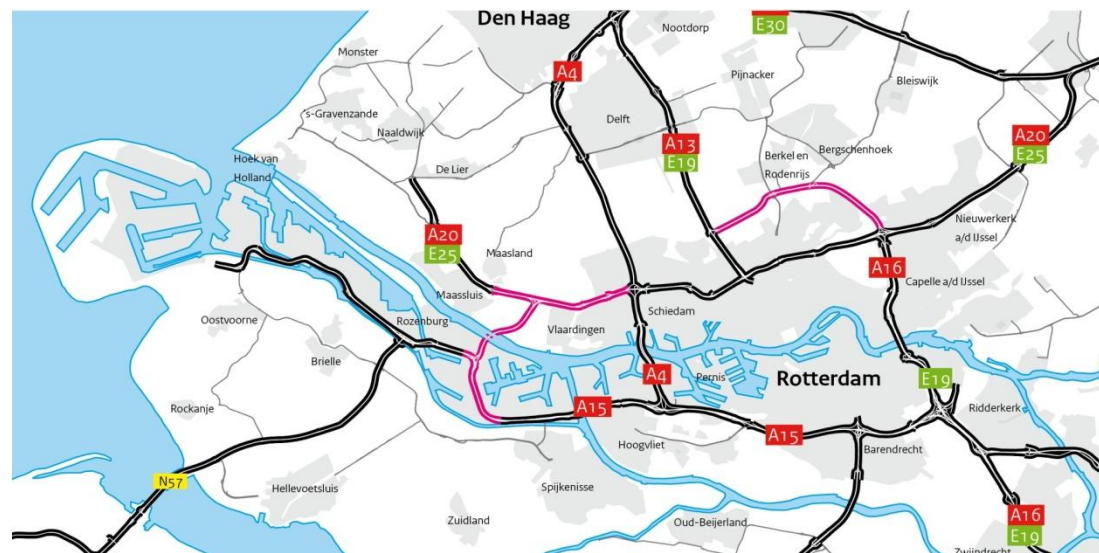 Den Haag
Nootdorp
E30
Monster
A4
Pijnacker
Bleiswijk
's-Gravenzande
Naaldwijk
Delft
A13
E19
A20
E25
Bergschenhoek
Berkel en
Rodenrijs
Hoek van
Holland
De Lier
A20
E25
Maasland
Nieuwerkerk
a/d IJssel
A16
Capelle a/d IJssel
Maassluis
Rozenburg
Vlaardingen
Schiedam
Oostvoorne
Brielle
A4
Pernis
Rotterdam
E19
Rockanje
A15
Ridderkerk
Hoogvliet
A15
Barendrecht
N57
Hellevoetsluis
Spijkenisse
Zuidland
Oud-Beijerland
A16
E19
Zwijndrecht